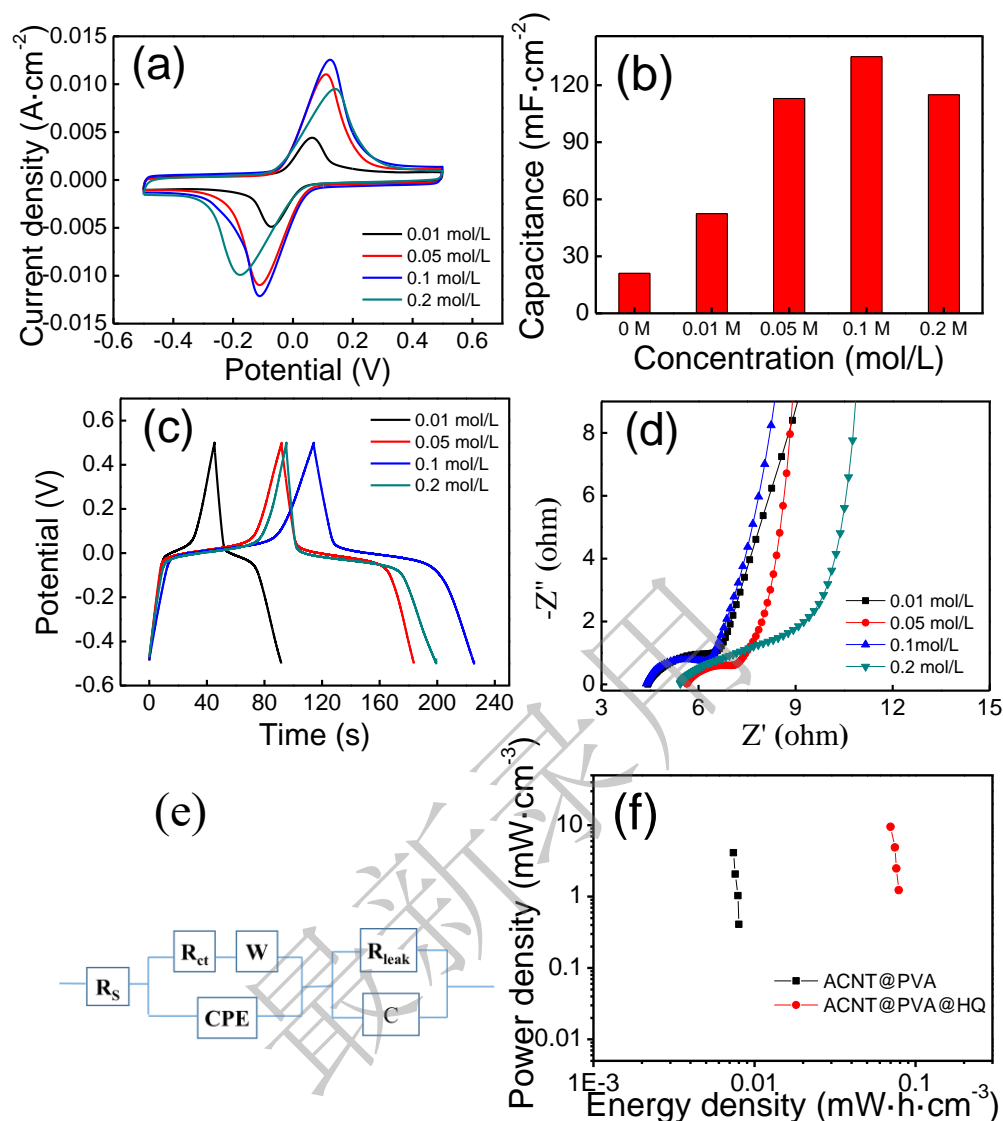 (a)
Current density (A·cm-2)
0.015
0.010
0.005
0.000
-0.005
-0.010
-0.015
-0.6 -0.4 -0.2 0.0 0.2 0.4 0.6
Potential (V)
0.01 mol/L
0.05 mol/L
0.1 mol/L
0.2 mol/L
(b)
Capacitance (mF·cm-2)
120
90
60
30
0
0 M 0.01 M 0.05 M 0.1 M 0.2 M
Concentration (mol/L)
(c)
Potential (V)
0.6
0.4
0.2
0.0
-0.2
-0.4
-0.6
0 40 80 120 160 200 240
Time (s)
0.01 mol/L
0.05 mol/L
0.1 mol/L
0.2 mol/L
(d)
-Z'' (ohm)
8
6
4
2
0
3 6 9 12 15
Z' (ohm)
0.01 mol/L
0.05 mol/L
0.1mol/L
0.2 mol/L
(e)
RS
Rct
W
CPE
Rleak
C
(f)
Power density (mW·cm-3)
10
1
0.1
0.01
1E-3 0.01 0.1
Energy density (mW·h·cm-3)
ACNT@PVA
ACNT@PVA@HQ
最新录用